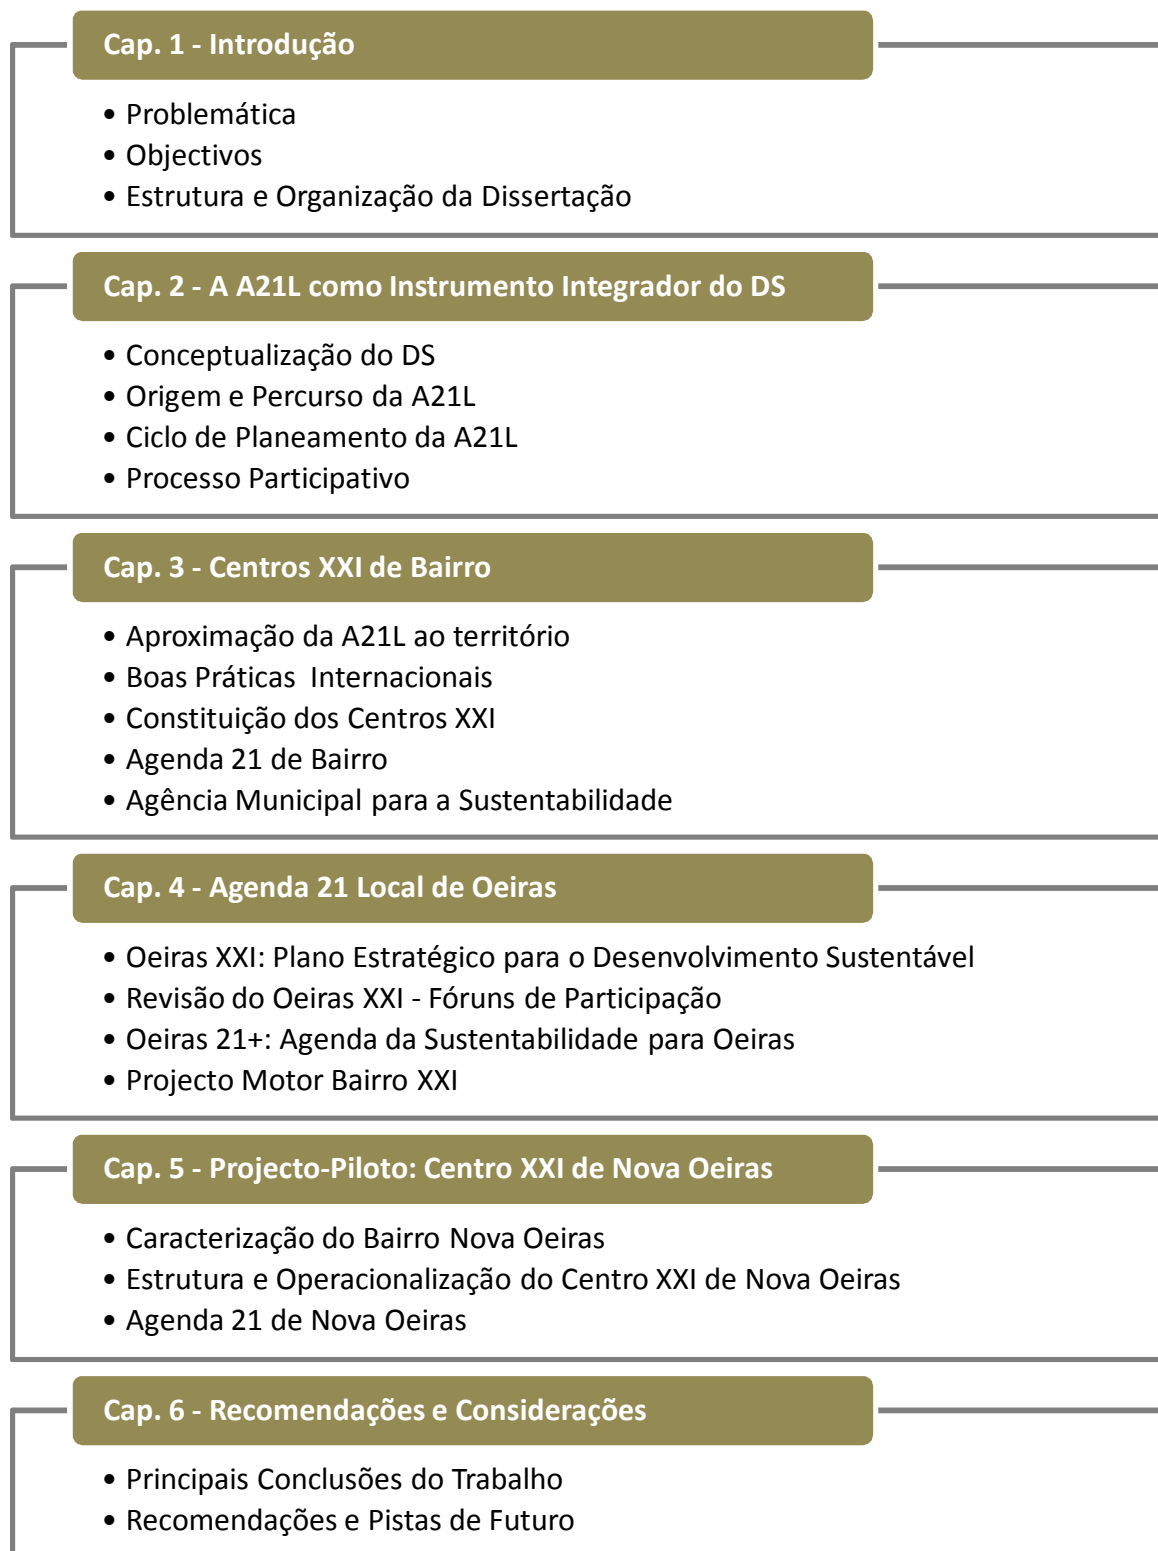 Cap. 1 - Introdução
• Problemática
• Objectivos
• Estrutura e Organização da Dissertação
Cap. 2 - A A21L como Instrumento Integrador do DS
• Conceptualização do DS
• Origem e Percurso da A21L
• Ciclo de Planeamento da A21L
• Processo Participativo
Cap. 3 - Centros XXI de Bairro
• Aproximação da A21L ao território
• Boas Práticas  Internacionais
• Constituição dos Centros XXI
• Agenda 21 de Bairro
• Agência Municipal para a Sustentabilidade
Cap. 4 - Agenda 21 Local de Oeiras
• Oeiras XXI: Plano Estratégico para o Desenvolvimento Sustentável
• Revisão do Oeiras XXI - Fóruns de Participação
• Oeiras 21+: Agenda da Sustentabilidade para Oeiras
• Projecto Motor Bairro XXI
Cap. 5 - Projecto-Piloto: Centro XXI de Nova Oeiras
• Caracterização do Bairro Nova Oeiras
• Estrutura e Operacionalização do Centro XXI de Nova Oeiras
• Agenda 21 de Nova Oeiras
Cap. 6 - Recomendações e Considerações
• Principais Conclusões do Trabalho
• Recomendações e Pistas de Futuro